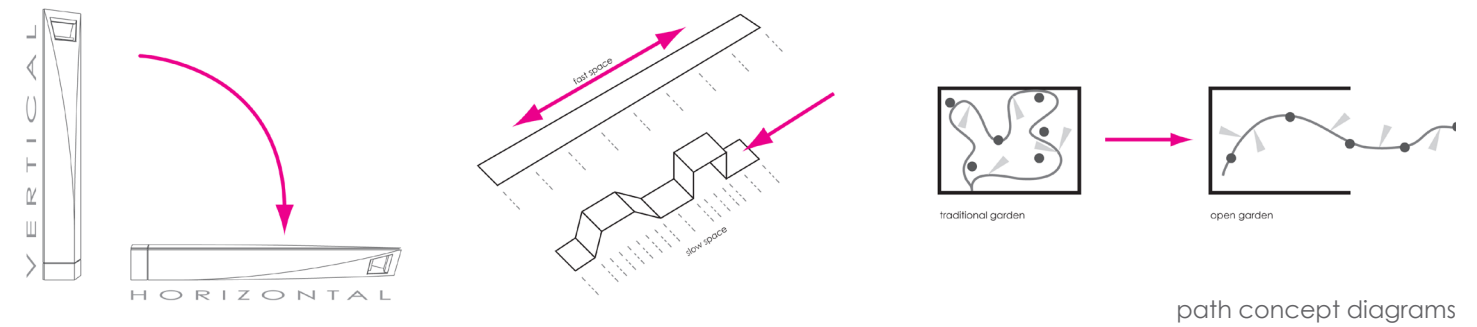 VERTICAL
HORIZONTAL
fast space
slow space
traditional garden
open garden
path concept diagrams